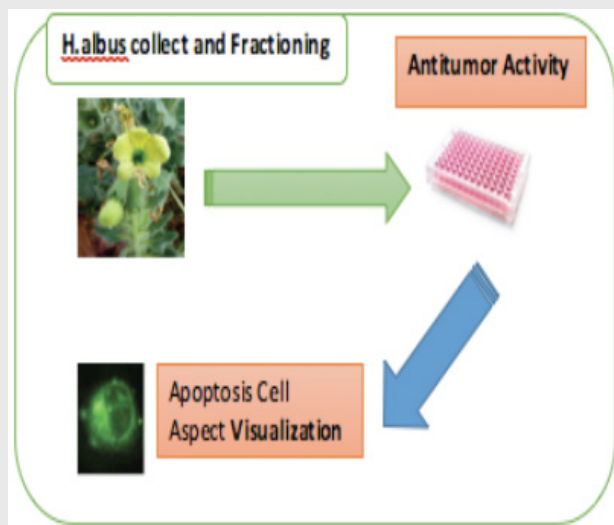 H.albus collect and Fractioning
Antitumor Activity
Apoptosis Cell
Aspect Visualization